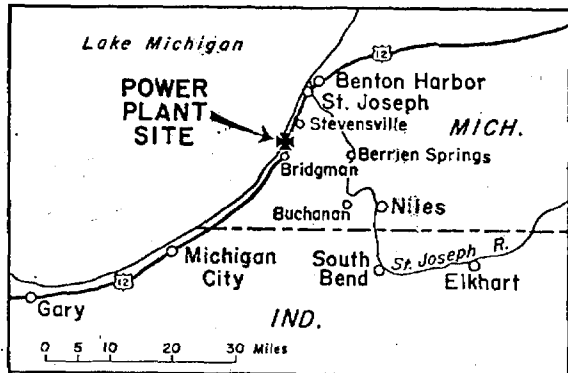 Lake Michigan
12
Benton Harbor
St. Joseph
POWER
PLANT
SITE
Stevensville
MICH.
Bridgman
Berrien Springs
Buchanan
Niles
Michigan
City
South
Bend
St. Joseph R.
Elkhart
12
Gary
IND.
0 5 10 20 30 Miles